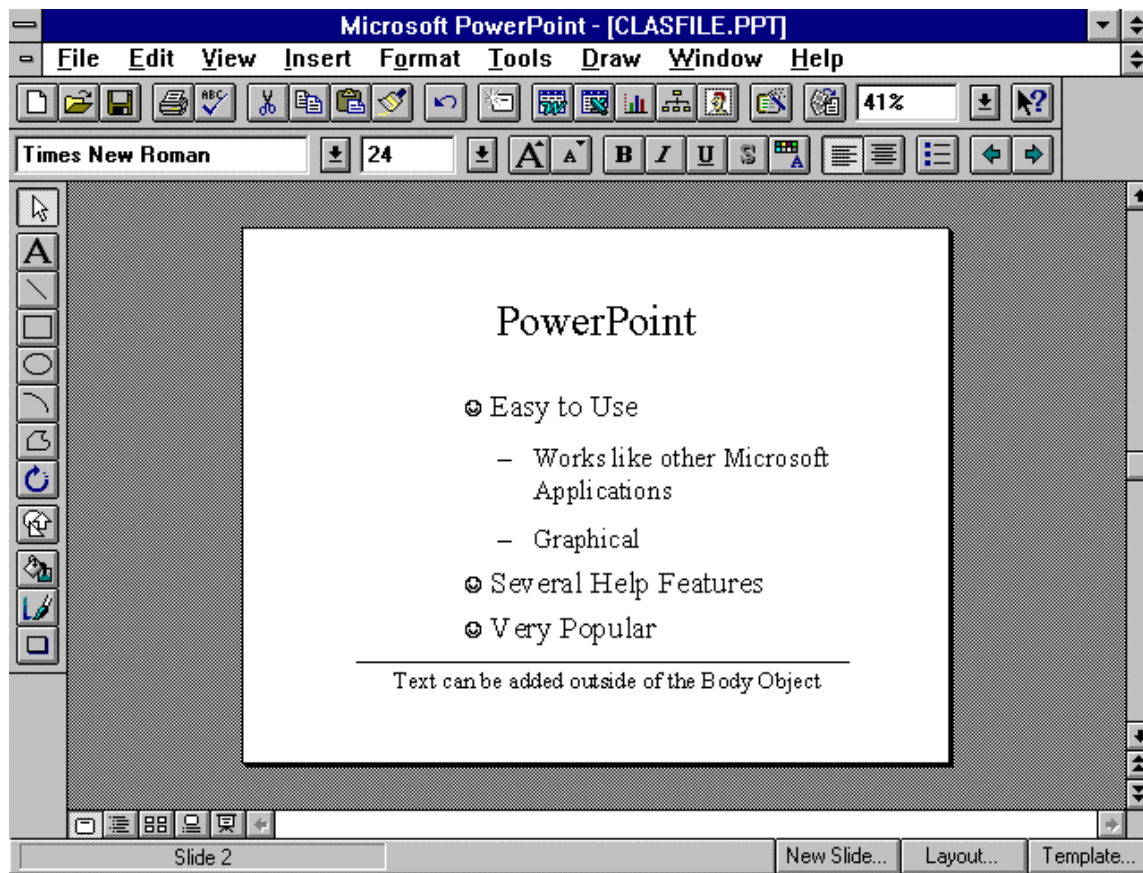 Microsoft PowerPoint - [CLASFILE.PPT]
File Edit View Insert Format Tools Draw Window Help
ABC 41% ?
Times New Roman 24 A A B I U S A
A
PowerPoint
Easy to Use
– Works like other Microsoft
Applications
– Graphical
Several Help Features
Very Popular
Text can be added outside of the Body Object
Slide 2 New Slide... Layout... Template...